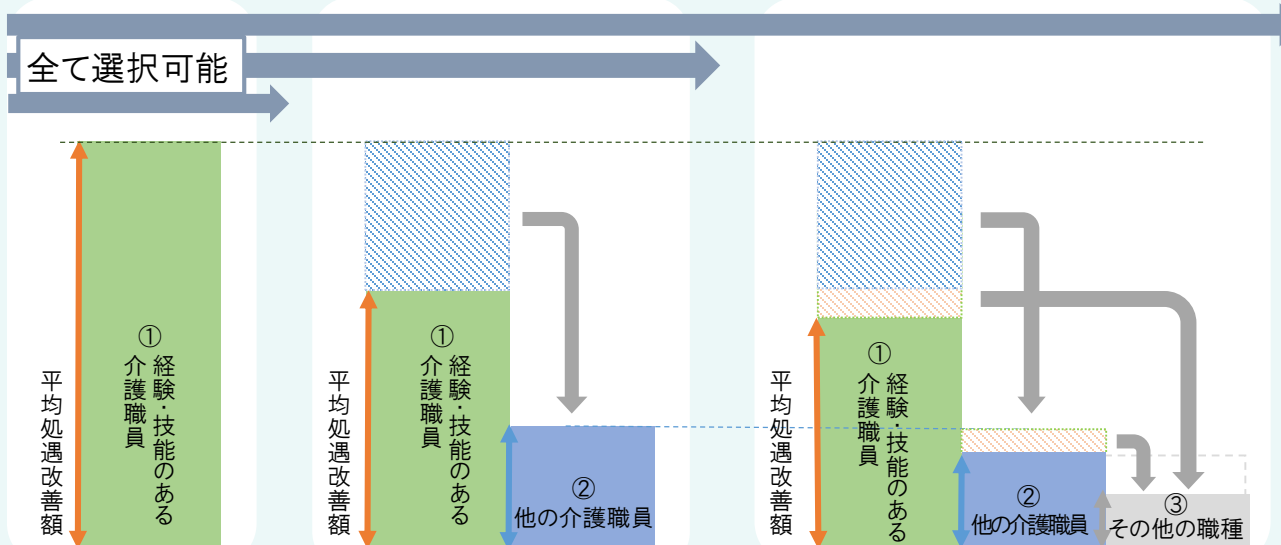 全て選択可能
平均処遇改善額
①
経験・技能のある
介護職員
平均処遇改善額
①
経験・技能のある
介護職員
②
他の介護職員
平均処遇改善額
①
経験・技能のある
介護職員
②
他の介護職員
③
その他の職種